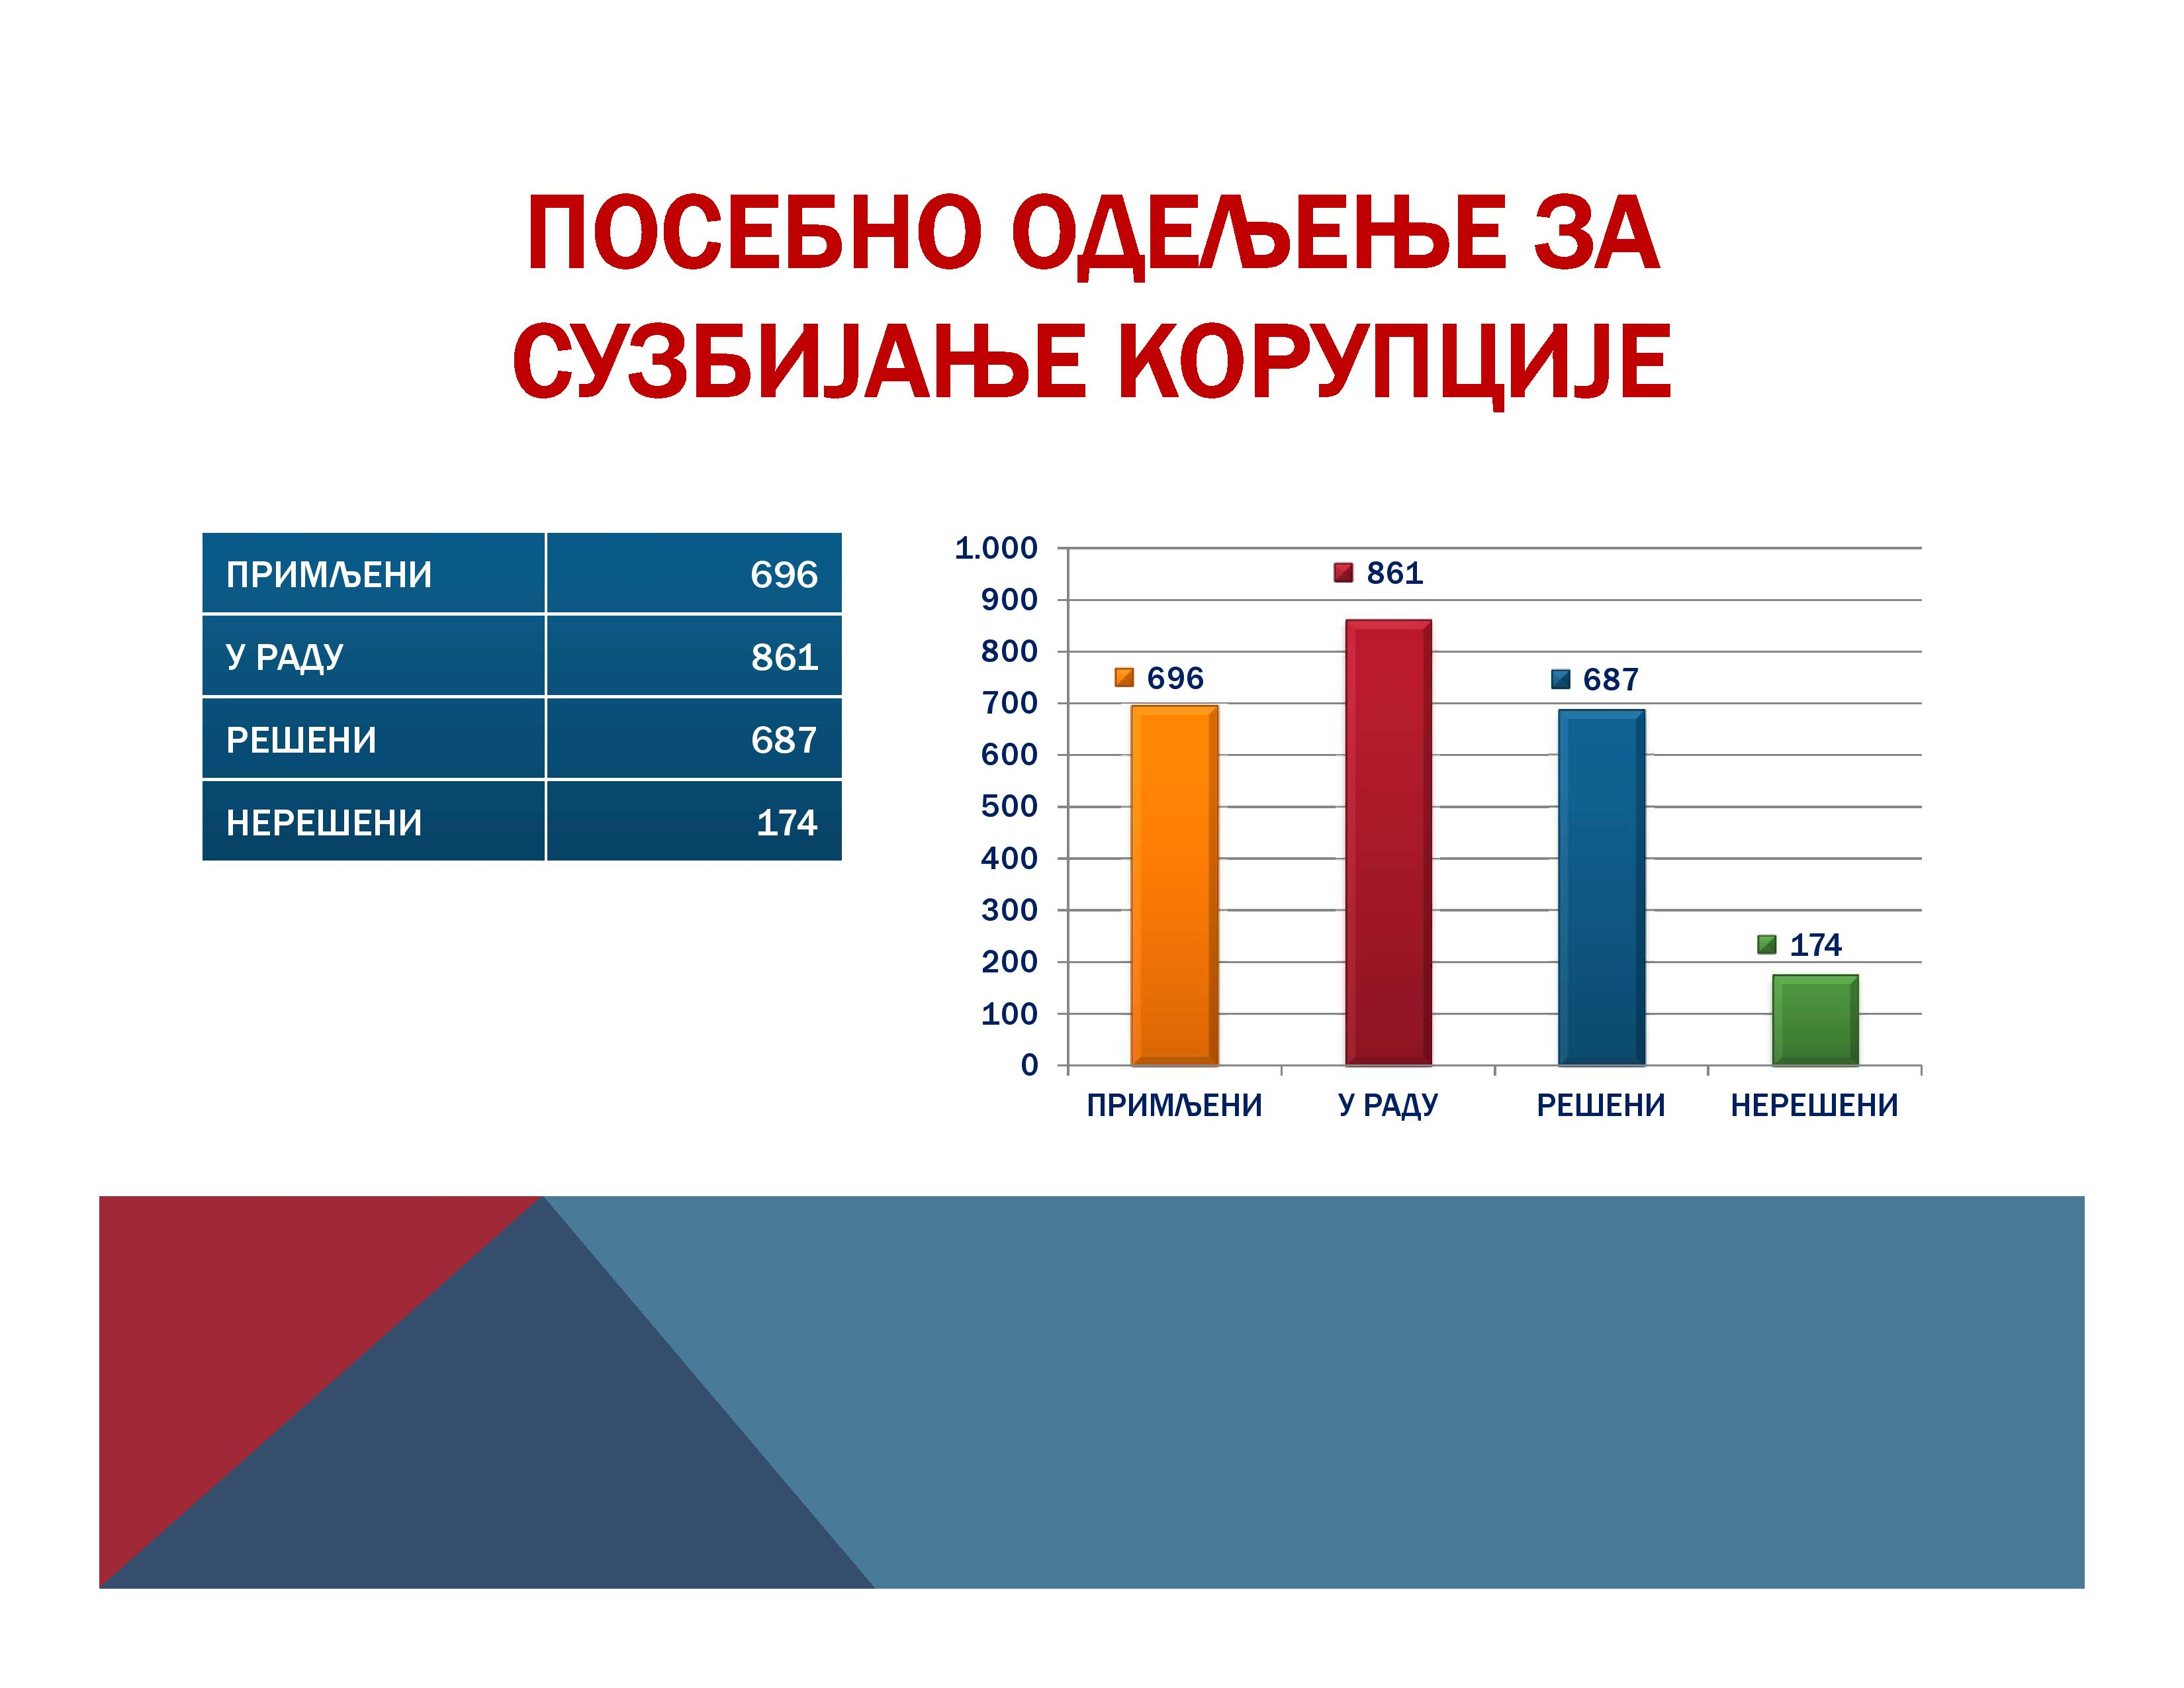 ПОСЕБНО ОДЕЉЕЊЕ ЗА
СУЗБИЈАЊЕ КОРУПЦИЈЕ
ПРИМЉЕНИ 696
У РАДУ 861
РЕШЕНИ 687
НЕРЕШЕНИ 174
1.000
900
800
700
600
500
400
300
200
100
0
696
861
687
174
ПРИМЉЕНИ У РАДУ РЕШЕНИ НЕРЕШЕНИ